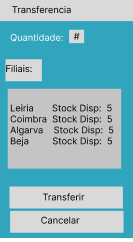 Transferencia
Quantidade: #
Filiais:
Leiria Stock Disp: 5
Coimbra Stock Disp: 5
Algarva Stock Disp: 5
Beja Stock Disp: 5
Transferir
Cancelar